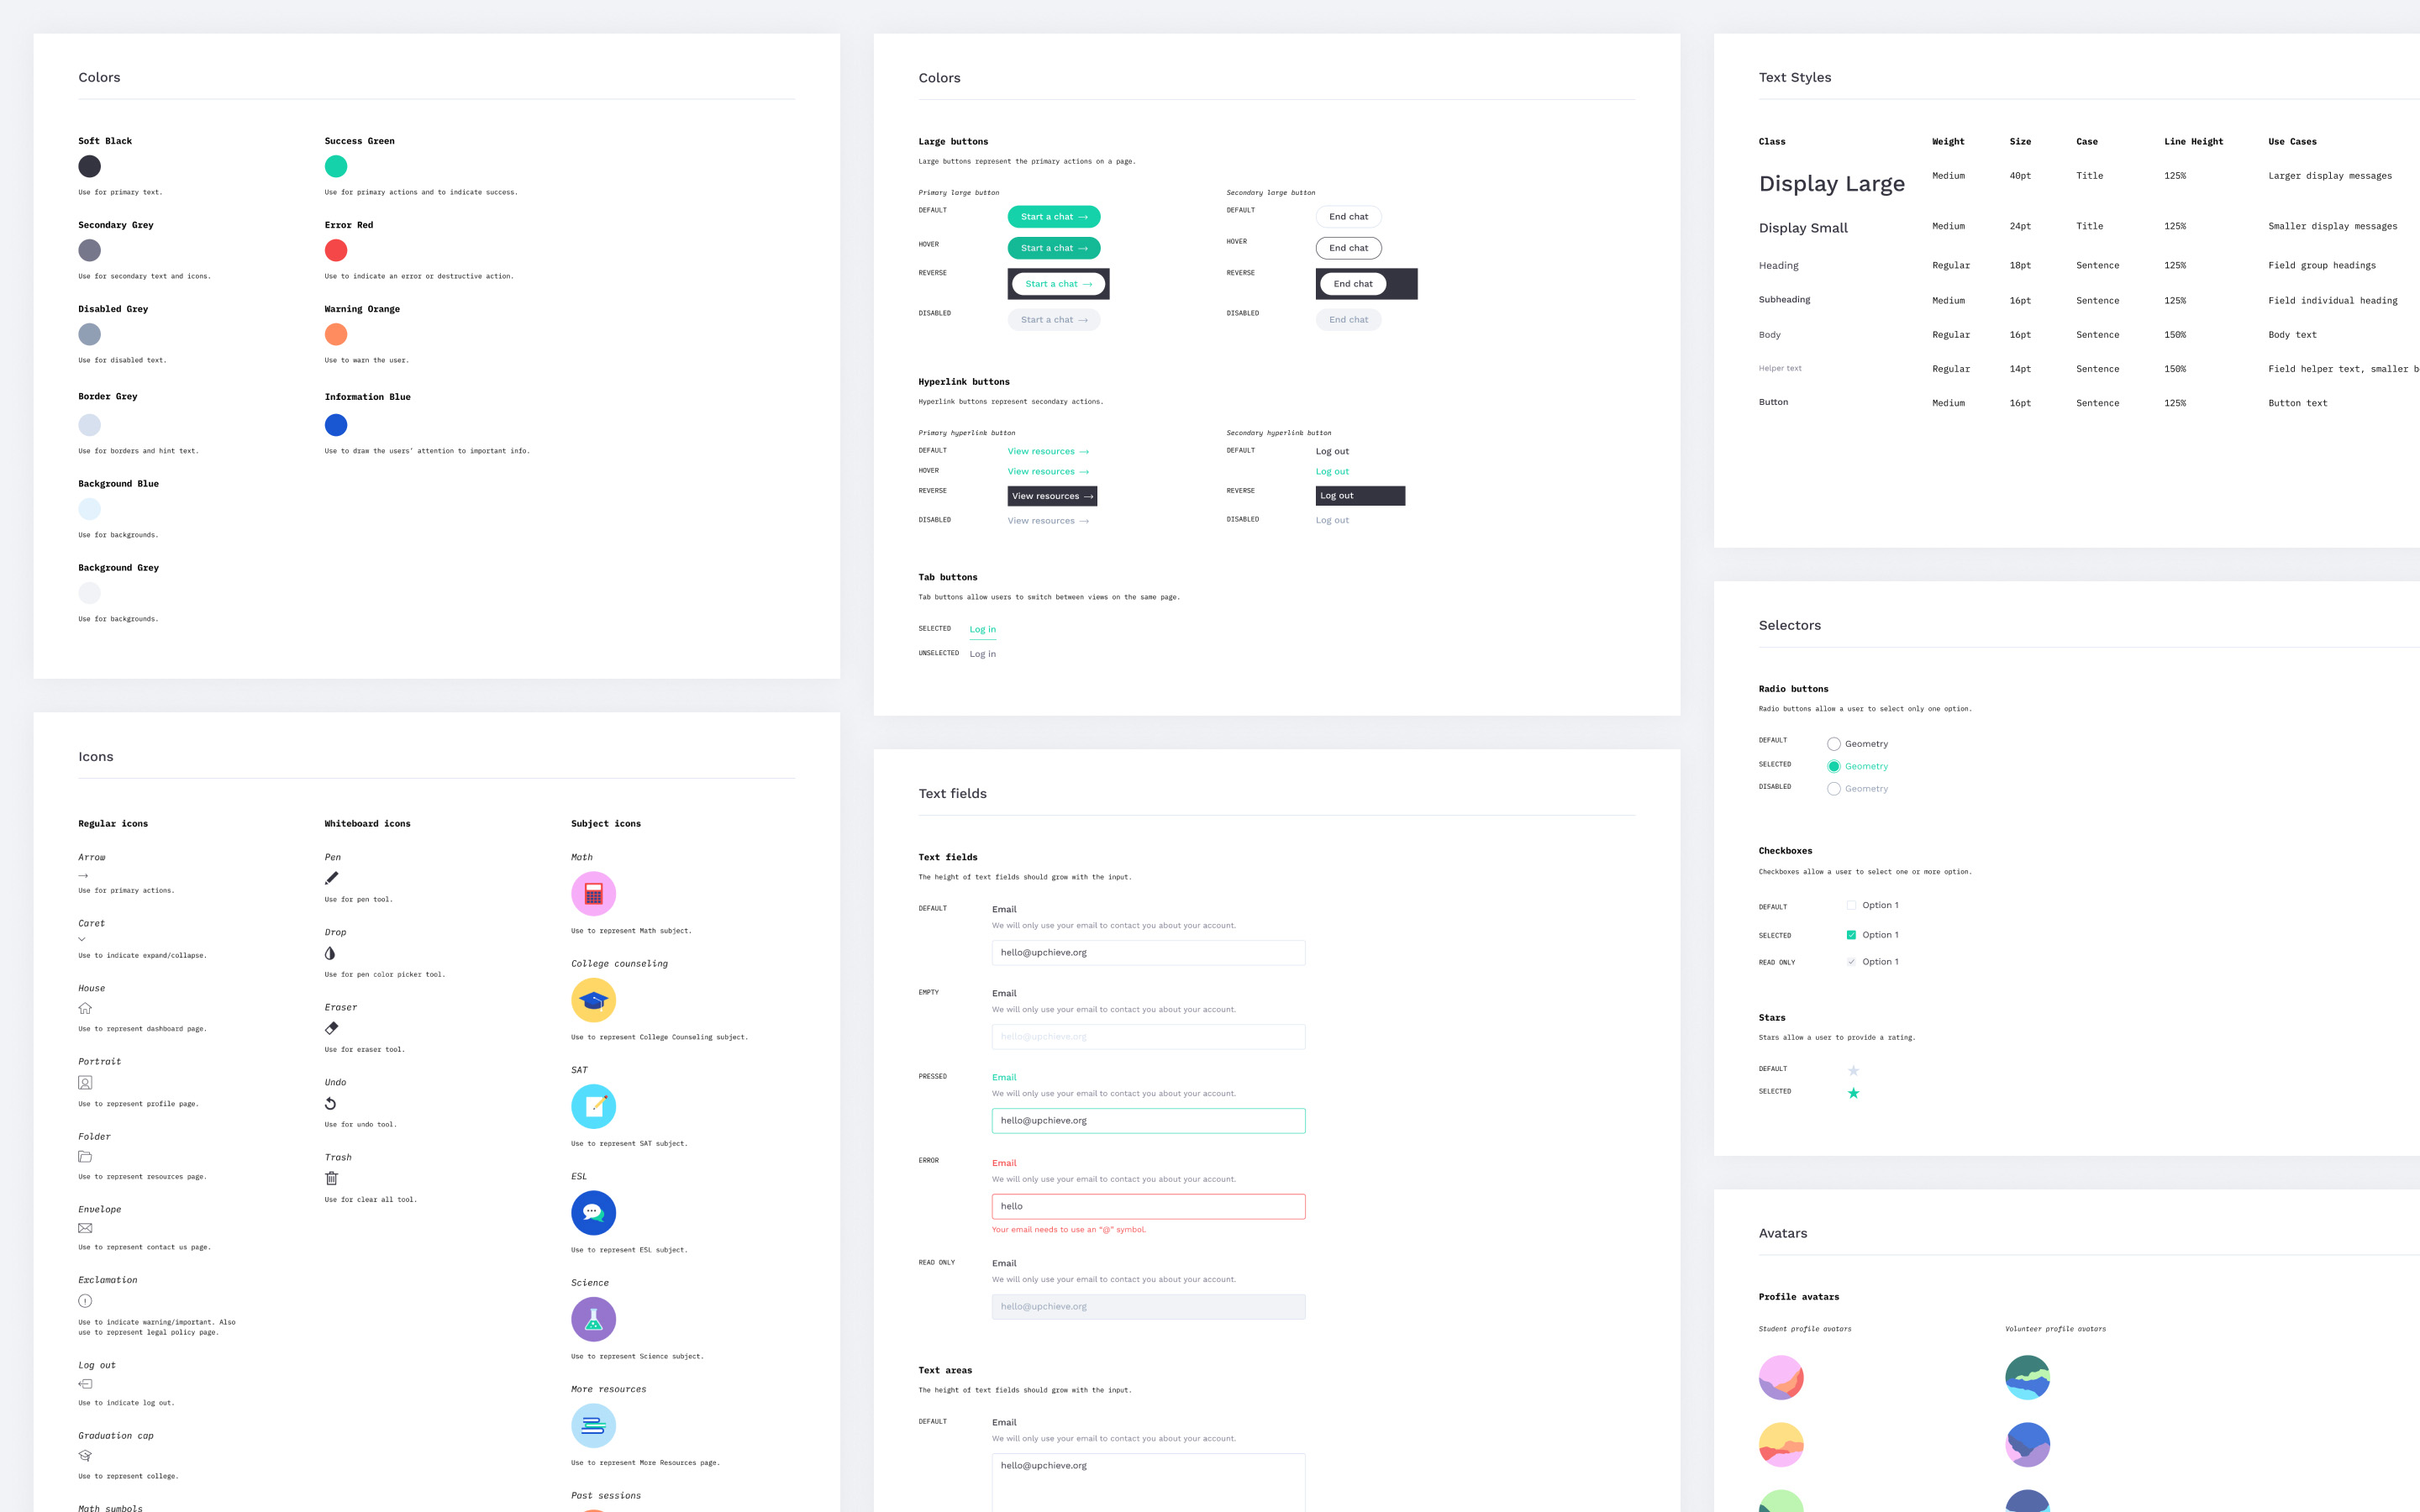 Colors
Soft Black
Use for primary text.
Secondary Grey
Use for secondary text and icons.
Disabled Grey
Use for disabled text.
Border Grey
Use for borders and hint text.
Background Blue
Use for backgrounds.
Background Grey
Use for backgrounds.
Success Green
Use for primary actions and to indicate success.
Error Red
Use to indicate an error or destructive action.
Warning Orange
Use to warn the user.
Information Blue
Use to draw the users' attention to important info.
Icons
Regular icons
Arrow
Use for primary actions.
Caret
Use to indicate expand/collapse.
House
Use to represent dashboard page.
Portrait
Use to represent profile page.
Folder
Use to represent resources page.
Envelope
Use to represent contact us page.
Exclamation
Use to indicate warning/important. Also
use to represent legal policy page.
Log out
Use to indicate log out.
Graduation cap
Use to represent college.
Math symbols
Whiteboard icons
Pen
Use for pen tool.
Drop
Use for pen color picker tool.
Eraser
Use for eraser tool.
Undo
Use for undo tool.
Trash
Use for clear all tool.
Subject icons
Math
Use to represent Math subject.
College counseling
Use to represent College Counseling subject.
SAT
Use to represent SAT subject.
ESL
Use to represent ESL subject.
Science
Use to represent Science subject.
More resources
Use to represent More Resources page.
Past sessions
Colors
Large buttons
Large buttons represent the primary actions on a page.
Primary large button
DEFAULT
Start a chat →
HOVER
Start a chat →
REVERSE
Start a chat →
DISABLED
Start a chat →
Secondary large button
DEFAULT
End chat
HOVER
End chat
REVERSE
End chat
DISABLED
End chat
Hyperlink buttons
Hyperlink buttons represent secondary actions.
Primary hyperlink button
DEFAULT
View resources →
HOVER
View resources →
REVERSE
View resources →
DISABLED
View resources →
Secondary hyperlink button
DEFAULT
Log out
HOVER
Log out
REVERSE
Log out
DISABLED
Log out
Tab buttons
Tab buttons allow users to switch between views on the same page.
SELECTED
Log in
UNSELECTED
Log in
Text fields
Text fields
The height of text fields should grow with the input.
DEFAULT
Email
We will only use your email to contact you about your account.
hello@upchieve.org
EMPTY
Email
We will only use your email to contact you about your account.
hello@upchieve.org
PRESSED
Email
We will only use your email to contact you about your account.
hello@upchieve.org
ERROR
Email
We will only use your email to contact you about your account.
hello
Your email needs to use an “@” symbol.
READ ONLY
Email
We will only use your email to contact you about your account.
hello@upchieve.org
Text areas
The height of text fields should grow with the input.
DEFAULT
Email
We will only use your email to contact you about your account.
hello@upchieve.org
Text Styles
Class Weight Size Case Line Height Use Cases
Display Large Medium 40pt Title 125% Larger display messages
Display Small Medium 24pt Title 125% Smaller display messages
Heading Regular 18pt Sentence 125% Field group headings
Subheading Medium 16pt Sentence 125% Field individual heading
Body Regular 16pt Sentence 150% Body text
Helper text Regular 14pt Sentence 150% Field helper text, smaller b
Button Medium 16pt Sentence 125% Button text
Selectors
Radio buttons
Radio buttons allow a user to select only one option.
DEFAULT
Geometry
SELECTED
Geometry
DISABLED
Geometry
Checkboxes
Checkboxes allow a user to select one or more option.
DEFAULT
Option 1
SELECTED
Option 1
READ ONLY
Option 1
Stars
Stars allow a user to provide a rating.
DEFAULT
SELECTED
Avatars
Profile avatars
Student profile avatars
Volunteer profile avatars